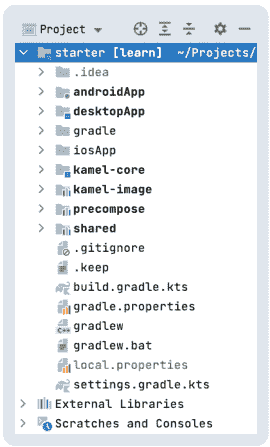 Project
starter [learn] ~/Projects/
.idea
androidApp
desktopApp
gradle
iosApp
kamel-core
kamel-image
precompose
shared
.gitignore
.keep
build.gradle.kts
gradle.properties
gradlew
gradlew.bat
local.properties
settings.gradle.kts
External Libraries
Scratches and Consoles